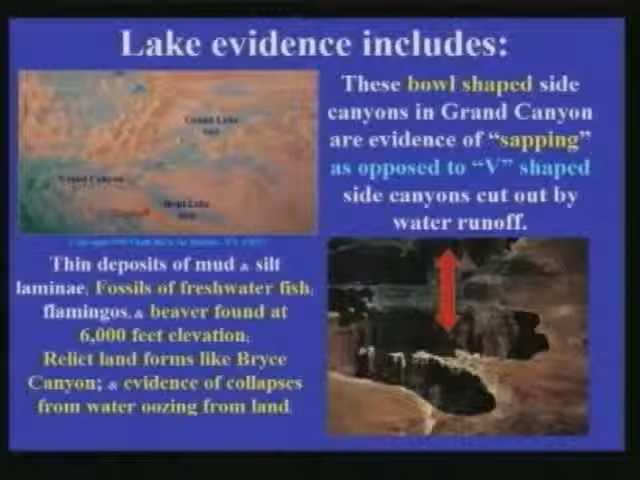 Lake evidence includes:
These bowl shaped side
canyons in Grand Canyon
are evidence of “sapping”
as opposed to “V” shaped
side canyons cut out by
water runoff.
Grand Lake
Grand Canyon
Hopi Lake
Thin deposits of mud & silt
laminae; Fossils of freshwater fish;
flamingos, & beaver found at
6,000 feet elevation;
Relict land forms like Bryce
Canyon; & evidence of collapses
from water oozing from land.